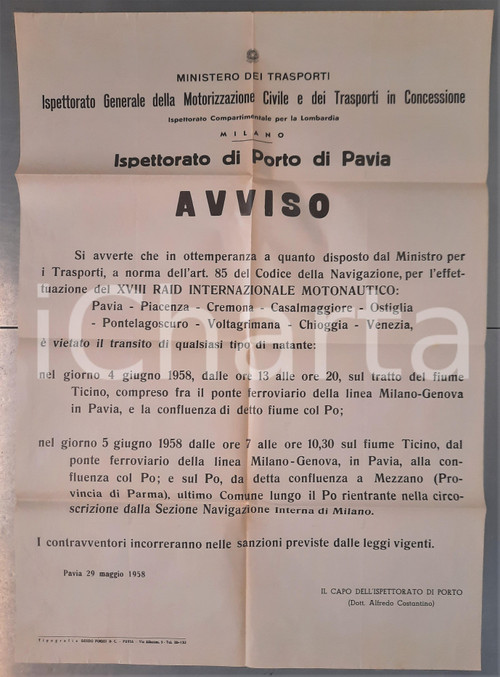 MINISTERO DEI TRASPORTI
Ispettorato Generale della Motorizzazione Civile e dei Trasporti in Concessione
Ispettorato Compartimentale per la Lombardia
MILANO
Ispettorato di Porto di Pavia
AVVISO
Si avverte che in ottemperanza a quanto disposto dal Ministro per
i Trasporti, a norma dell'art. 85 del Codice della Navigazione, per l'effet-
tuazione del XVIII RAID INTERNAZIONALE MOTONAUTICO:
Pavia - Piacenza - Cremona - Casalmaggiore - Ostiglia
- Pontelagoscuro - Voltagrimana - Chioggia - Venezia,
iCharta
è vietato il transito di qualsiasi tipo di natante:
nel giorno 4 giugno 1958, dalle ore 13 alle ore 20, sul tratto del fiume
Ticino, compreso fra il ponte ferroviario della linea Milano-Genova
in Pavia, e la confluenza di detto fiume col Po;
nel giorno 5 giugno 1958 dalle ore 7 alle ore 10,30 sul fiume Ticino, dal
ponte ferroviario della linea Milano-Genova, in Pavia, alla con-
fluenza col Po; e sul Po, da detta confluenza a Mezzano (Pro-
vincia di Parma), ultimo Comune lungo il Po rientrante nella circo-
scrizione dalla Sezione Navigazione Interna di Milano.
I contravventori incorreranno nelle sanzioni previste dalle leggi vigenti.
Pavia 29 maggio 1958
IL CAPO DELL'ISPETTORATO DI PORTO
(Dott. Alfredo Costantino)
Tipografia
PAVIA